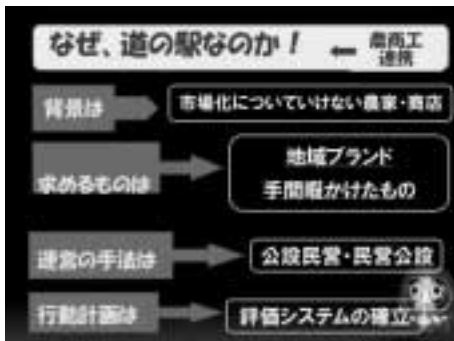 なぜ、道の駅なのか！ ← 農商工
連携
背景は 市場化についていけない農家・商店
求めるものは 地域ブランド
手間暇かけたもの
運営の手法は 公設民営・民営公設
行動計画は 評価システムの確立